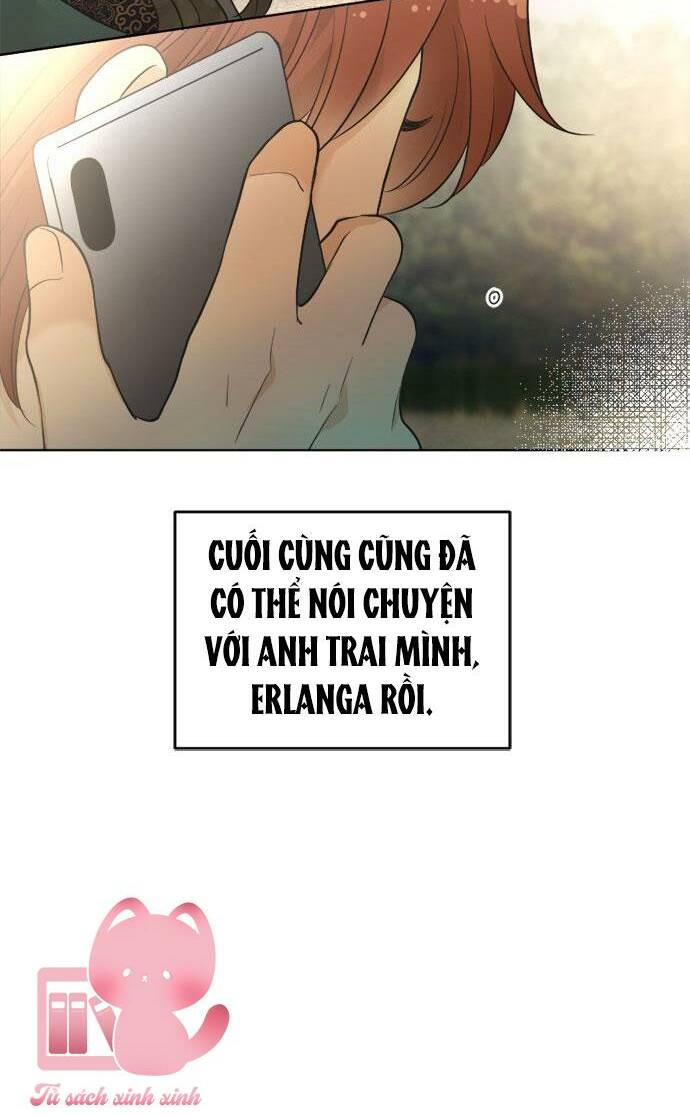 CUỐI CÙNG CŨNG ĐÃ
CÓ THỂ NÓI CHUYỆN
VỚI ANH TRAI MÌNH,
ERLANGA RỒI.
Tủ sách xinh xinh